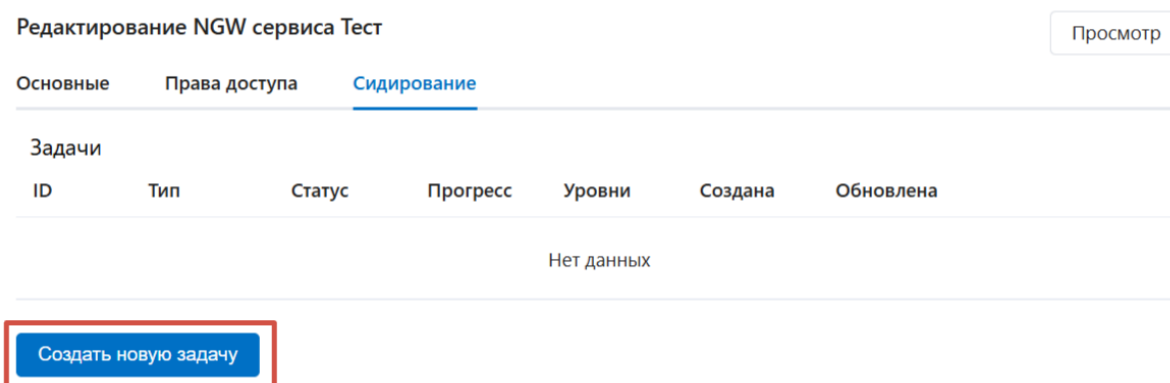 Редактирование NGW сервиса Тест
Просмотр
Основные Права доступа Сидирование
Задачи
ID Тип Статус Прогресс Уровни Создана Обновлена
Нет данных
Создать новую задачу